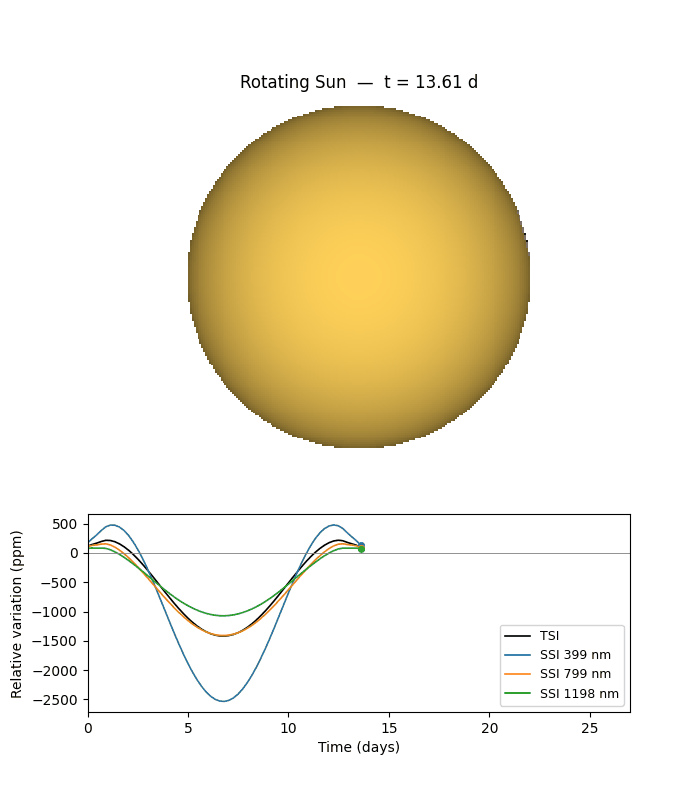 Rotating Sun — t = 13.61 d
500
0
−500
−1000
−1500
−2000
−2500
Relative variation (ppm)
TSI
SSI 399 nm
SSI 799 nm
SSI 1198 nm
0 5 10 15 20 25
Time (days)